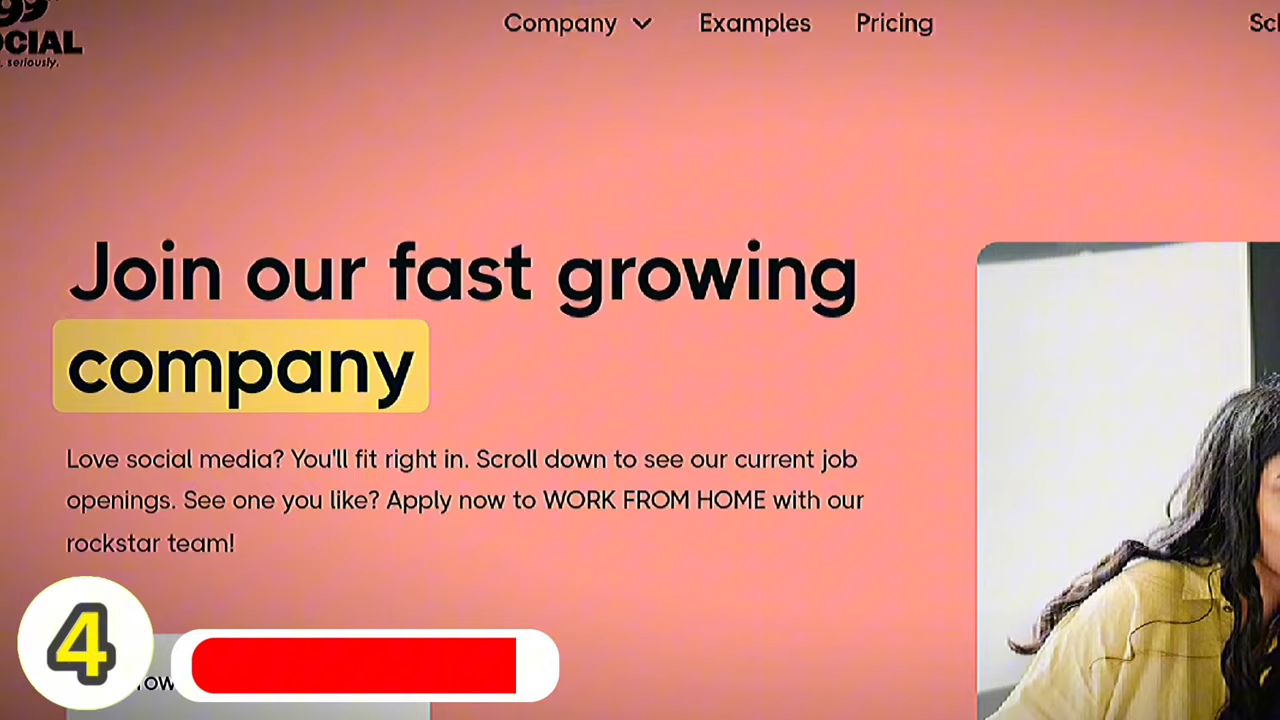 99
OCIAL
, seriously.
Company
Examples
Pricing
Join our fast growing
company
Love social media? You'll fit right in. Scroll down to see our current job
openings. See one you like? Apply now to WORK FROM HOME with our
rockstar team!
4